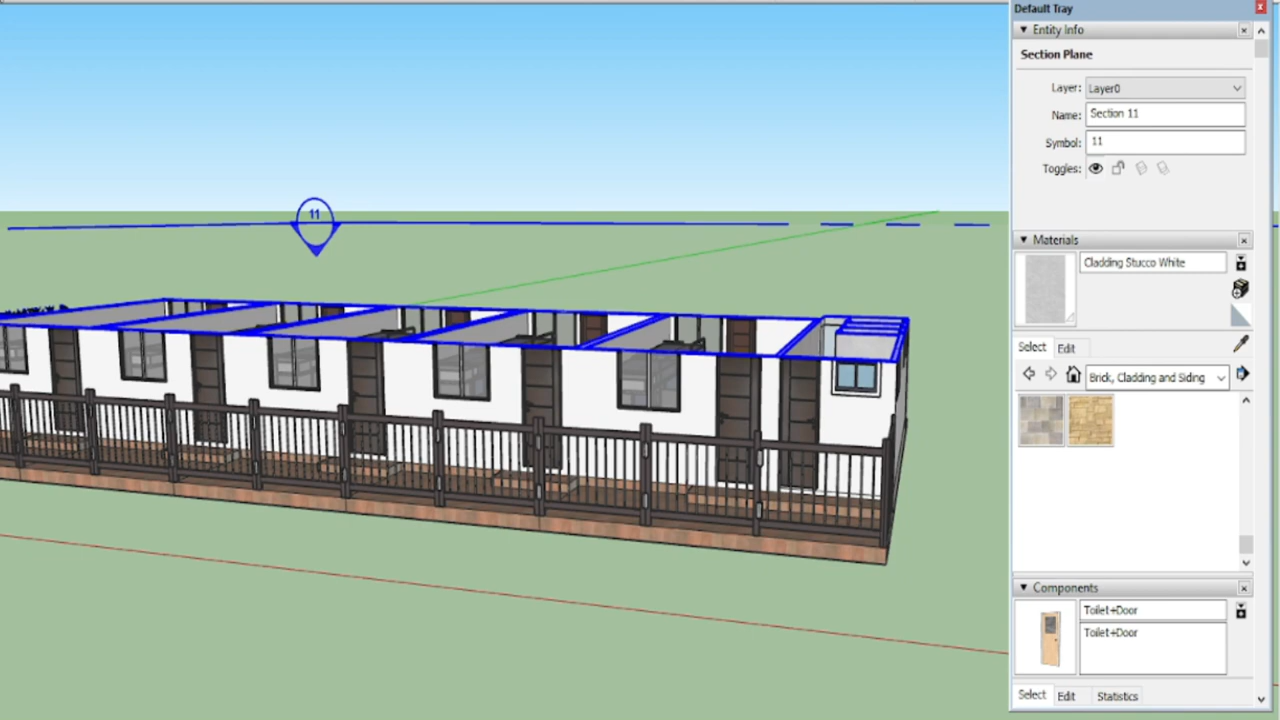 Default Tray
Entity Info
Section Plane
Layer: Layer0
Name: Section 11
Symbol: 11
Toggles:
11
Materials
Cladding Stucco White
Select Edit
Brick, Cladding and Siding
Components
Toilet+Door
Toilet+Door
Select Edit Statistics